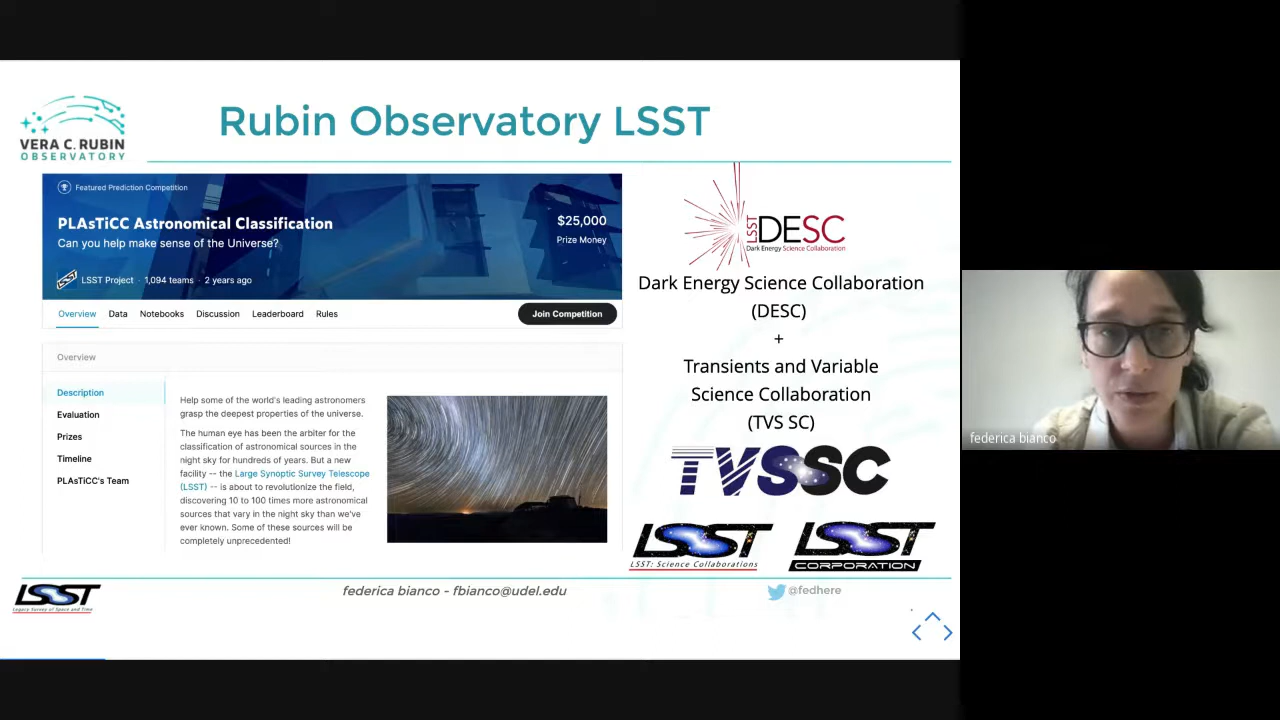 Rubin Observatory LSST
VERA C. RUBIN
OBSERVATORY
Featured Prediction Competition
PLAsTiCC Astronomical Classification
Can you help make sense of the Universe?
$25,000
Prize Money
LSST Project · 1,094 teams · 2 years ago
Overview Data Notebooks Discussion Leaderboard Rules Join Competition
Overview
Description
Evaluation
Prizes
Timeline
PLAsTiCC's Team
Help some of the world's leading astronomers
grasp the deepest properties of the universe.
The human eye has been the arbiter for the
classification of astronomical sources in the
night sky for hundreds of years. But a new
facility -- the Large Synoptic Survey Telescope
(LSST) -- is about to revolutionize the field,
discovering 10 to 100 times more astronomical
sources that vary in the night sky than we've
ever known. Some of these sources will be
completely unprecedented!
LSST DESC
Dark Energy Science Collaboration
Dark Energy Science Collaboration
(DESC)
+
Transients and Variable
Science Collaboration
(TVS SC)
TVSSC
LSST
LSST: Science Collaborations
LSST
CORPORATION
LSST
Legacy Survey of Space and Time
federica bianco - fbianco@udel.edu
@fedhere
federica bianco